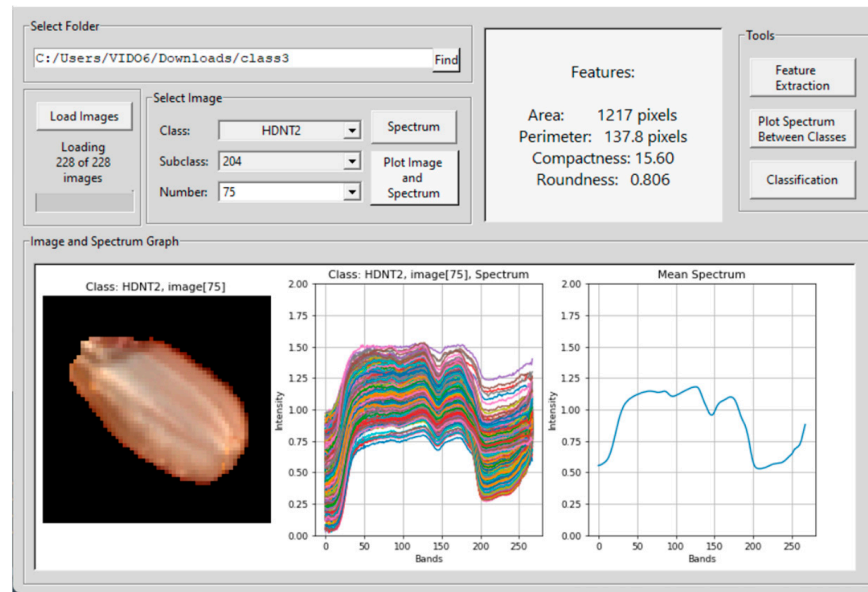 Select Folder
C:/Users/VIDO6/Downloads/class3
Find
Load Images
Loading
228 of 228
images
Select Image
Class:
HDNT2
Subclass:
204
Number:
75
Spectrum
Plot Image
and
Spectrum
Features:
Area: 1217 pixels
Perimeter: 137.8 pixels
Compactness: 15.60
Roundness: 0.806
Tools
Feature
Extraction
Plot Spectrum
Between Classes
Classification
Image and Spectrum Graph
Class: HDNT2, image[75]
Class: HDNT2, image[75], Spectrum
2.00
1.75
1.50
1.25
1.00
0.75
0.50
0.25
0.00
Intensity
0 50 100 150 200 250
Bands
Mean Spectrum
2.00
1.75
1.50
1.25
1.00
0.75
0.50
0.25
0.00
Intensity
0 50 100 150 200 250
Bands